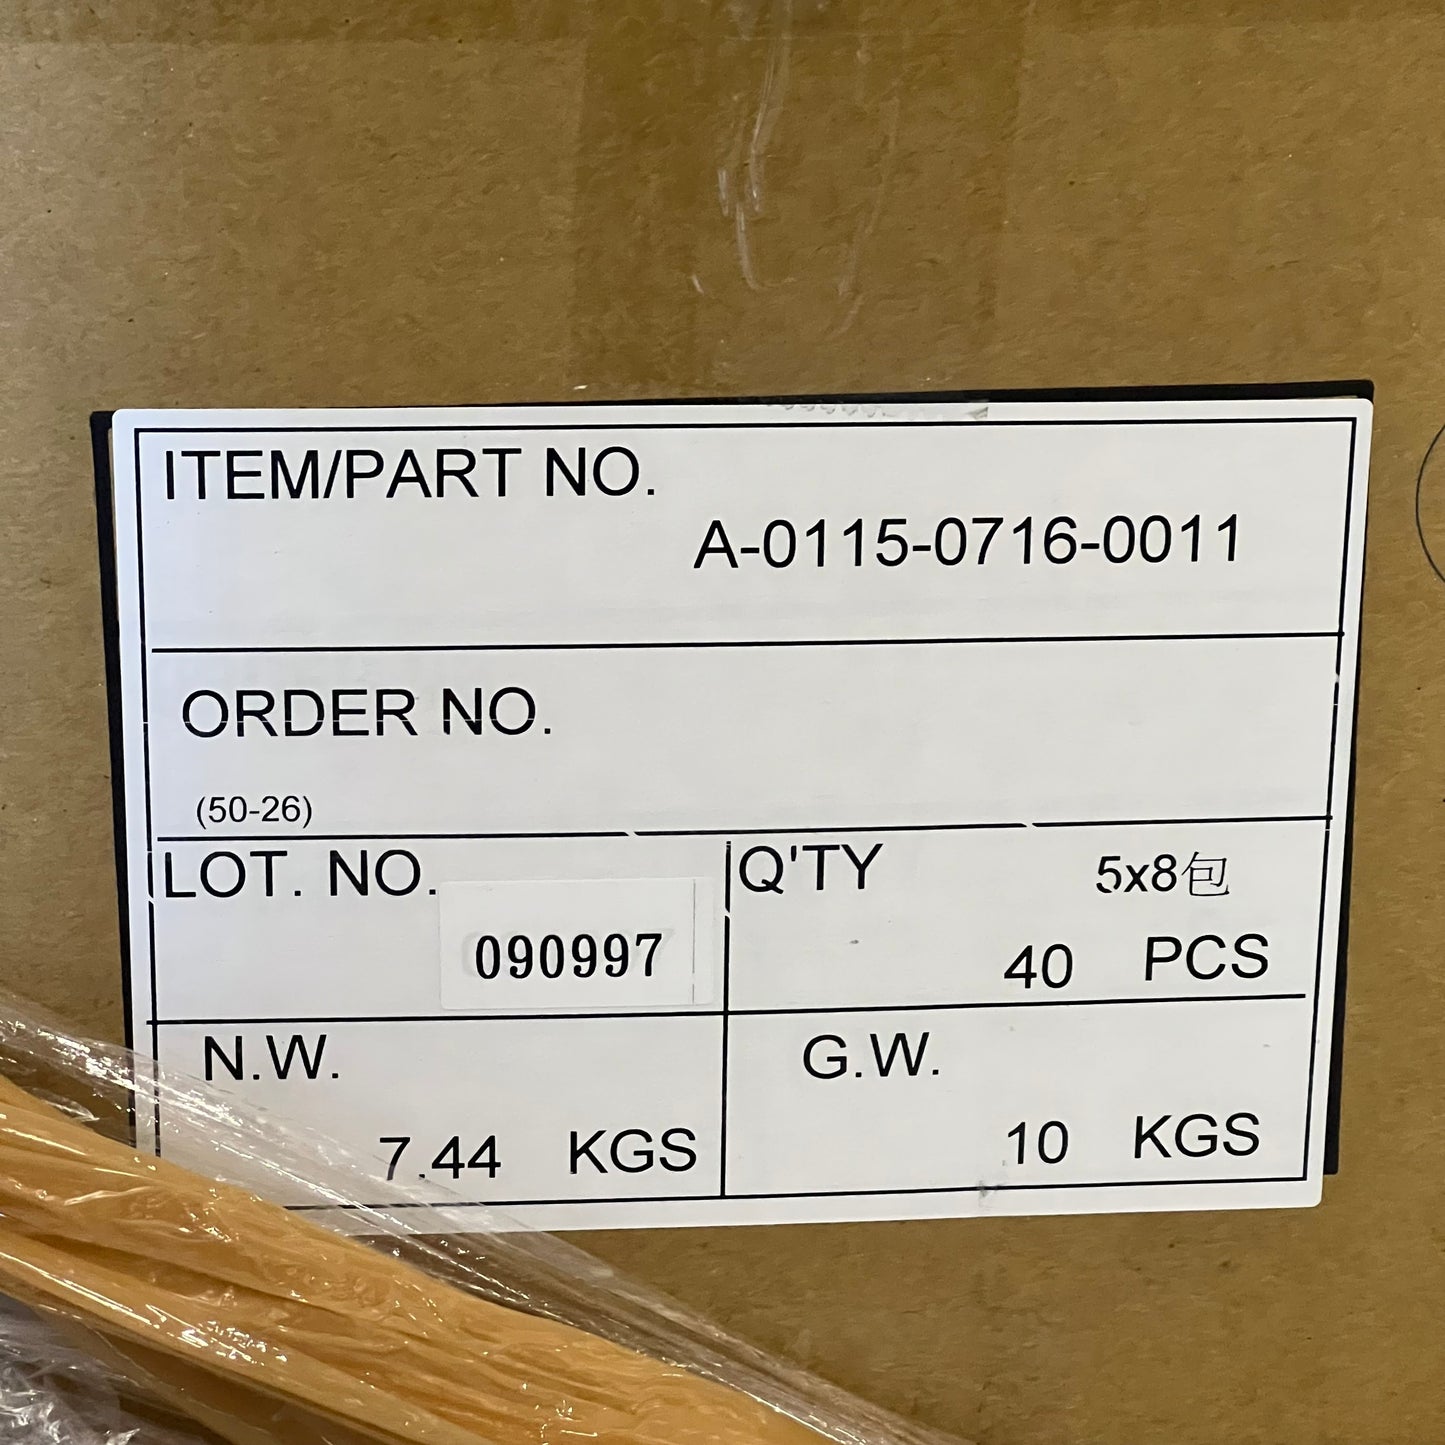 ITEM/PART NO.
A-0115-0716-0011
ORDER NO.
(50-26)
LOT. NO.
090997
Q'TY
5x8包
40 PCS
N.W.
7.44 KGS
G.W.
10 KGS